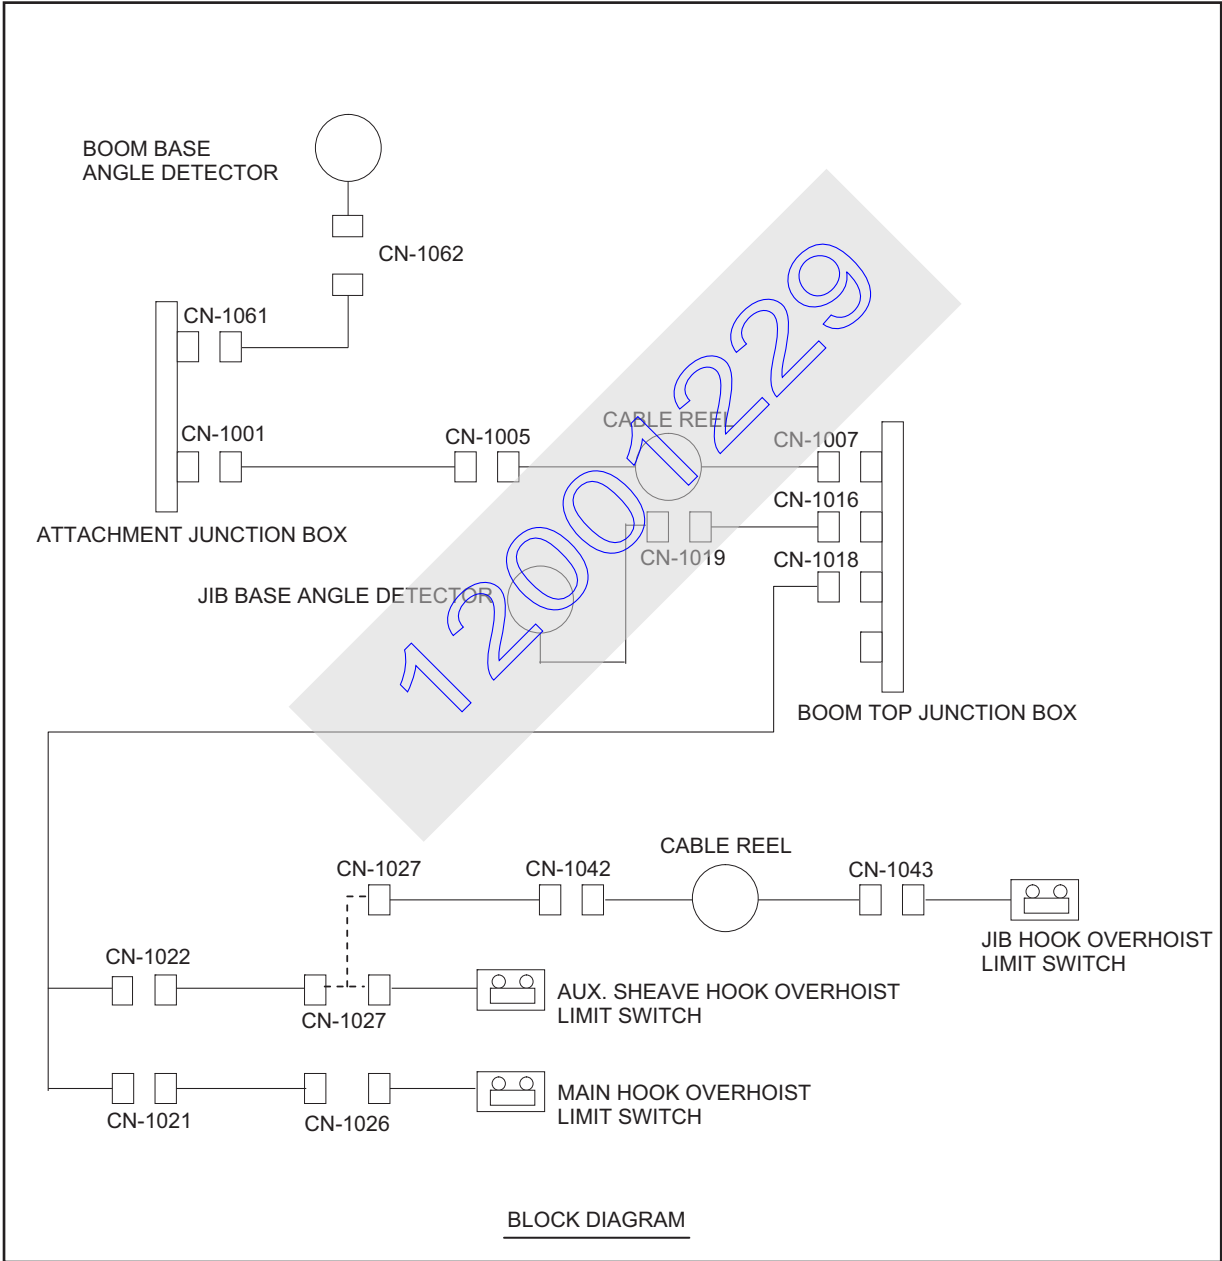 BOOM BASE
ANGLE DETECTOR
CN-1062
CN-1061
CN-1001
CN-1005
CABLE REEL
CN-1007
ATTACHMENT JUNCTION BOX
CN-1016
CN-1019
CN-1018
JIB BASE ANGLE DETECTOR
BOOM TOP JUNCTION BOX
12001229
CABLE REEL
CN-1027
CN-1042
CN-1043
JIB HOOK OVERHOIST
LIMIT SWITCH
CN-1022
CN-1027
AUX. SHEAVE HOOK OVERHOIST
LIMIT SWITCH
CN-1021
CN-1026
MAIN HOOK OVERHOIST
LIMIT SWITCH
BLOCK DIAGRAM